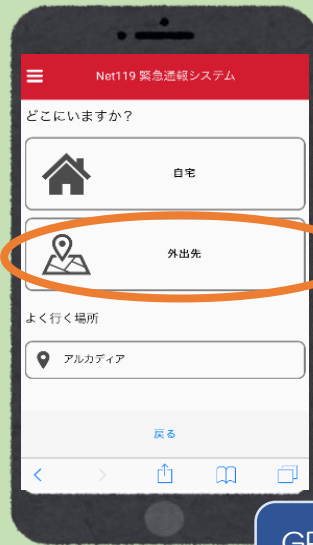 Net119 緊急通報システム
どこにいますか？
自宅
外出先
よく行く場所
アルカディア
戻る